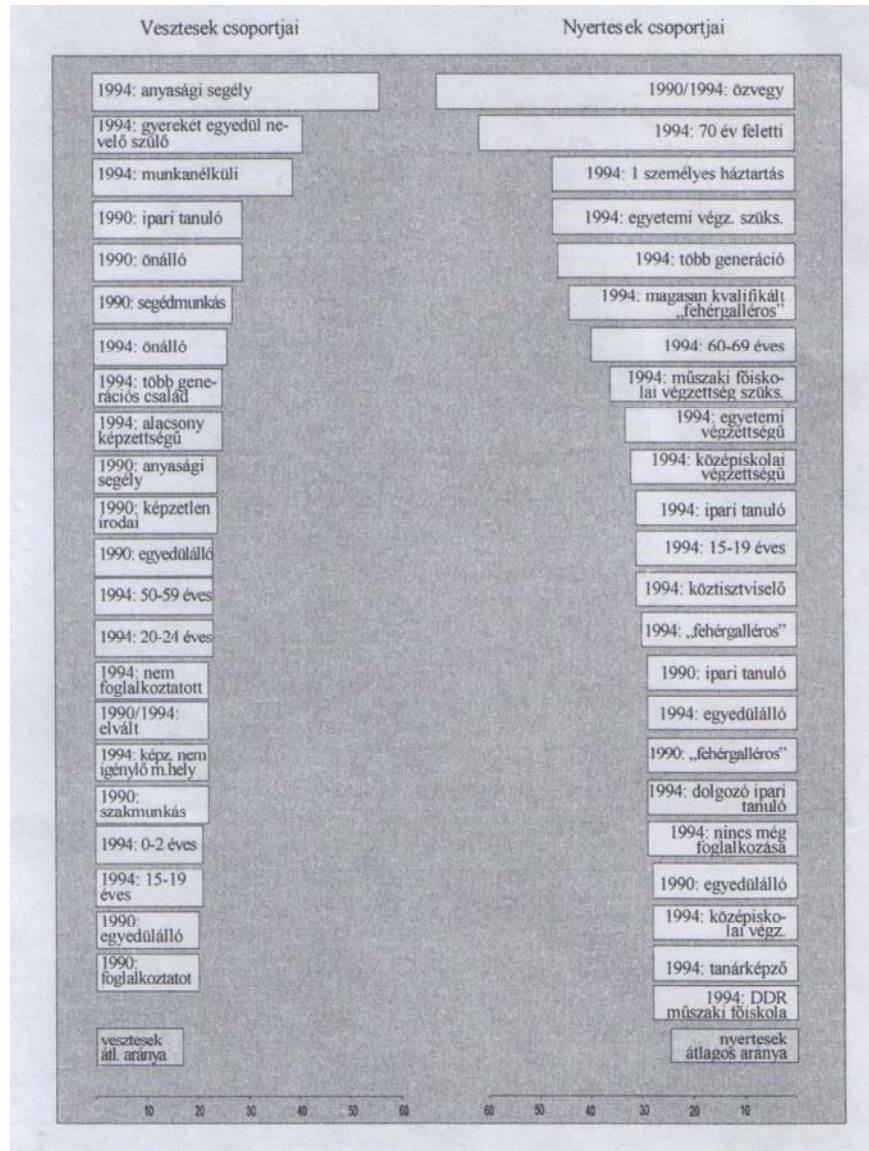 Vesztesek csoportjai
1994: anyasági segély
1994: gyerekét egyedül ne-
velő szülő
1994: munkanélküli
1990: ipari tanuló
1990: önálló
1990: segédmunkás
1994: önálló
1994: több gene-
rációs család
1994: alacsony
képzettségű
1990: anyasági
segély
1990: képzetlen
irodai
1990: egyedülálló
1994: 50-59 éves
1994: 20-24 éves
1994: nem
foglalkoztatott
1990/1994:
elvált
1994: képz. nem
igénylő m.hely
1990:
szakmunkás
1994: 0-2 éves
1994: 15-19
éves
1990:
egyedülálló
1990:
foglalkoztatot
vesztesek
átl. aránya
10 20 30 40 50 60
Nyertesek csoportjai
1990/1994: özvegy
1994: 70 év feletti
1994: 1 személyes háztartás
1994: egyetemi végz. szüks.
1994: több generáció
1994: magasan kvalifikált
„fehérgalléros”
1994: 60-69 éves
1994: műszaki főisko-
lai végzettség szüks.
1994: egyetemi
végzettségű
1994: középiskolai
végzettségű
1994: ipari tanuló
1994: 15-19 éves
1994: köztisztviselő
1994: „fehérgalléros”
1990: ipari tanuló
1994: egyedülálló
1990: „fehérgalléros”
1994: dolgozó ipari
tanuló
1994: nincs még
foglalkozása
1990: egyedülálló
1994: középisko-
lai végz.
1994: tanárképző
1994: DDR
műszaki főiskola
nyertesek
átlagos aránya
60 50 40 30 20 10